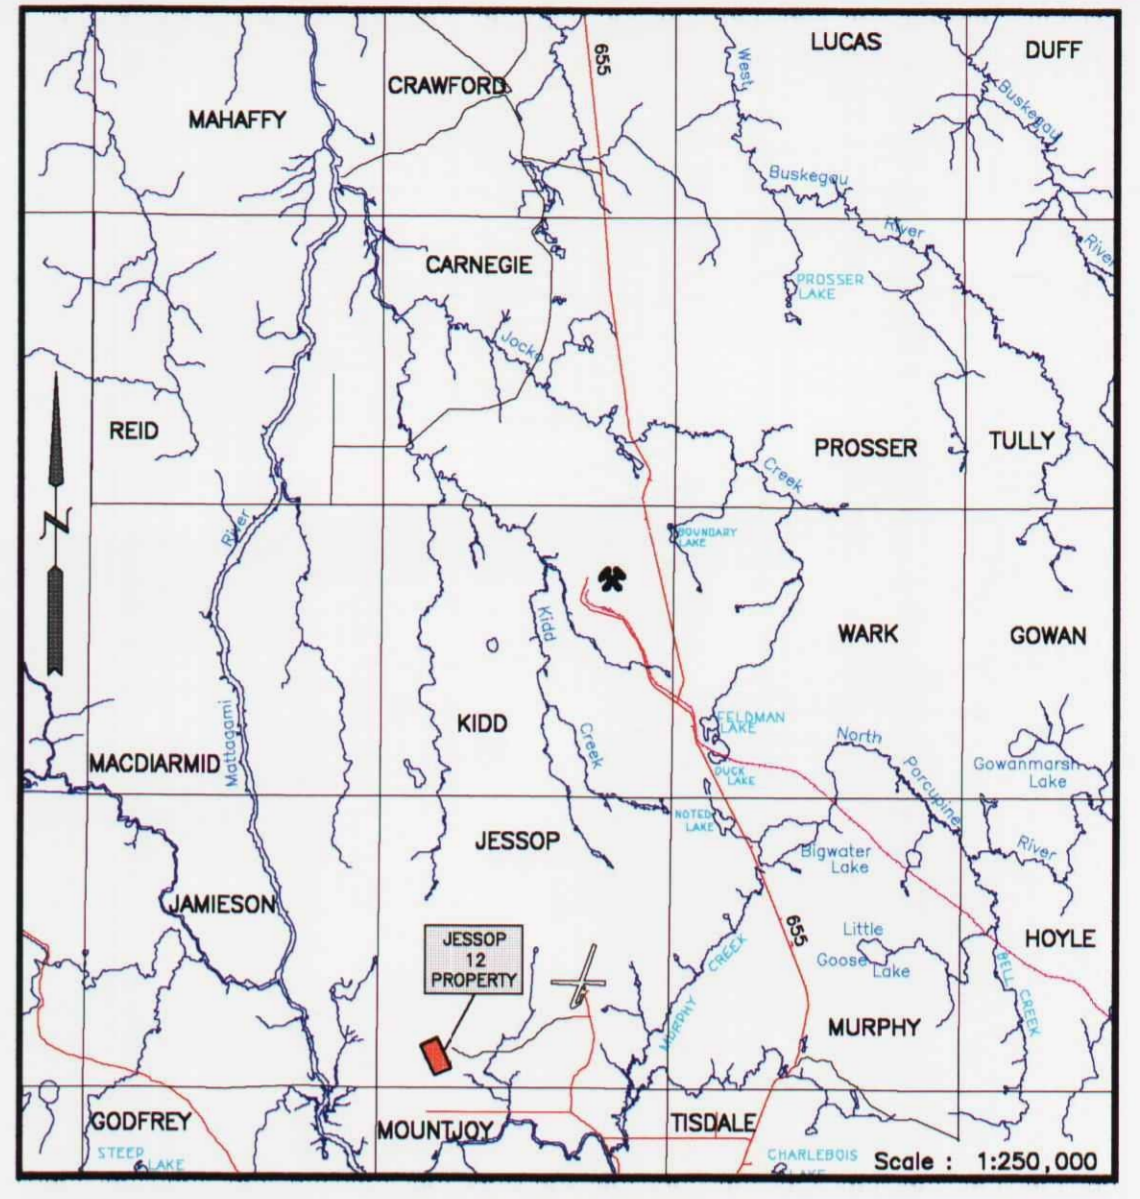 LUCAS
DUFF
655
West
CRAWFORD
Buskegau
MAHAFFY
Buskegau
River
River
CARNEGIE
PROSSER
LAKE
Jocko
REID
PROSSER
TULLY
Creek
N
River
BOUNDARY
LAKE
Kidd
WARK
GOWAN
KIDD
FELDMAN
LAKE
Mattagami
Creek
North
MACDIARMID
DUCK
LAKE
Porcupine
Gowanmarsh
Lake
NOTED
LAKE
JESSOP
River
Bigwater
Lake
JAMIESON
655
Little
Goose
Lake
HOYLE
JESSOP
12
PROPERTY
CREEK
BELL CREEK
MURPHY
MURPHY
GODFREY
MOUNTJOY
TISDALE
STEEP
LAKE
CHARLEBOIS
LAKE
Scale : 1:250,000